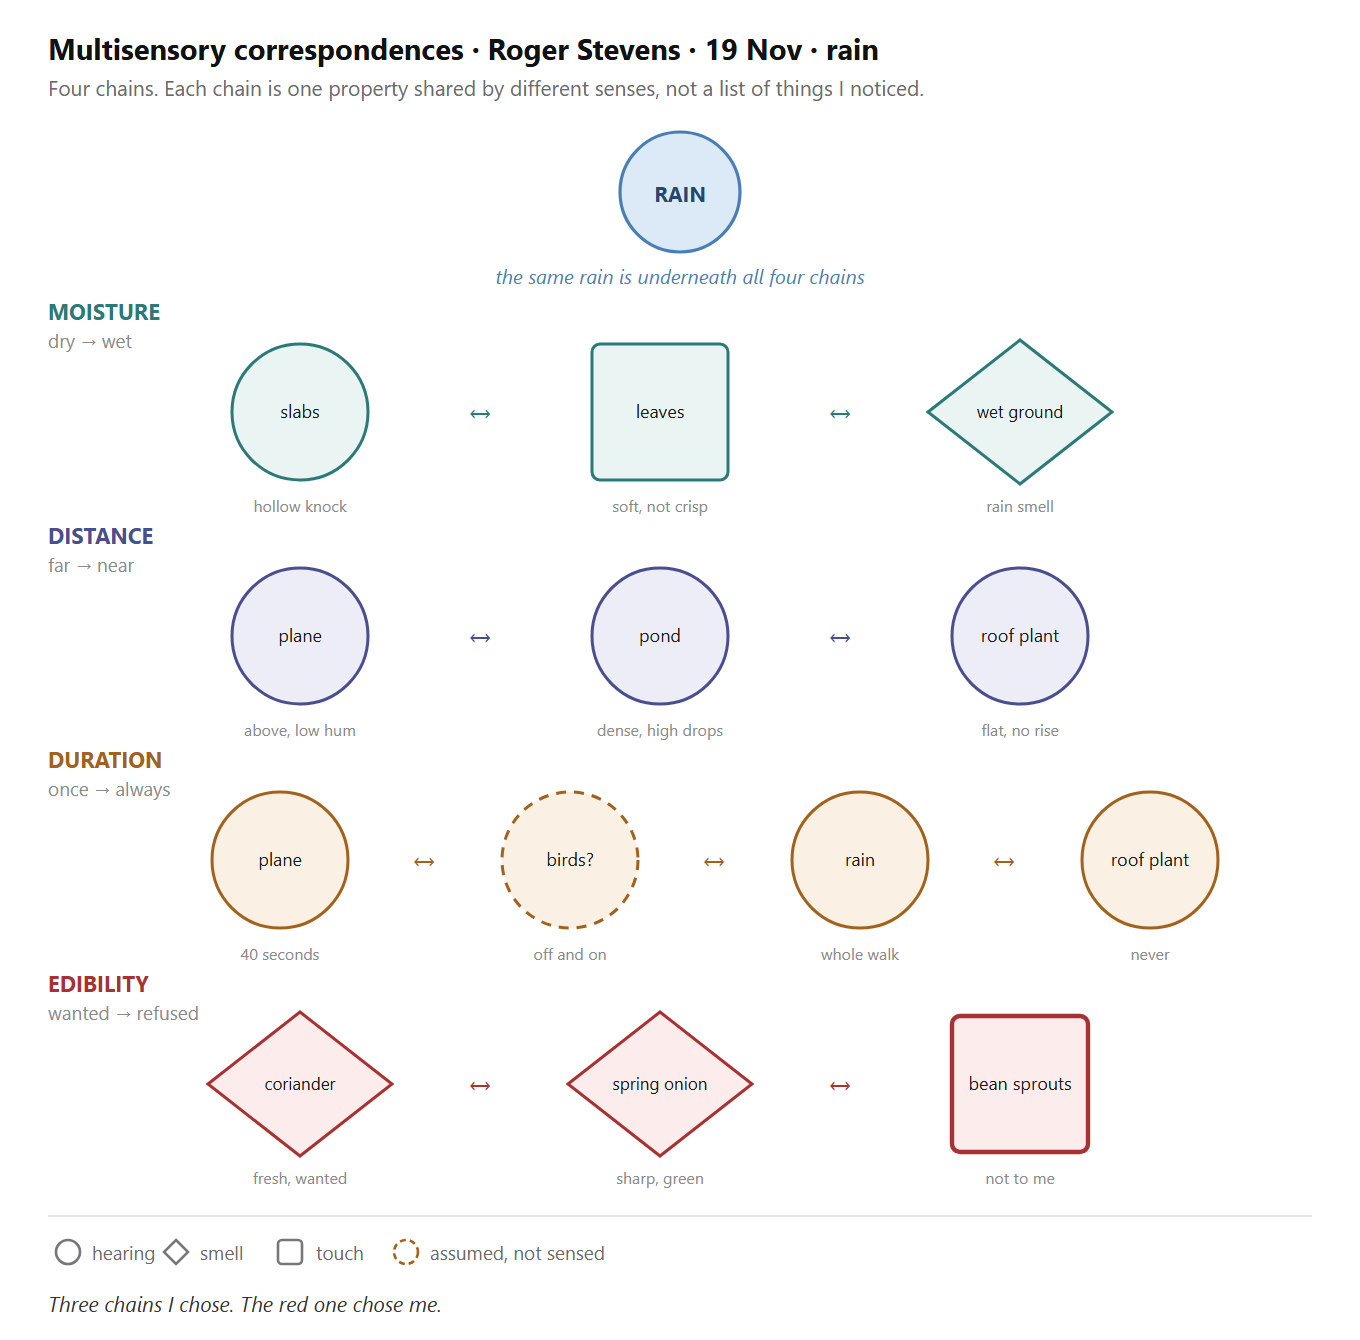 Multisensory correspondences · Roger Stevens · 19 Nov · rain
Four chains. Each chain is one property shared by different senses, not a list of things I noticed.
RAIN
the same rain is underneath all four chains
MOISTURE
dry → wet
slabs ↔ leaves ↔ wet ground
hollow knock soft, not crisp rain smell
DISTANCE
far → near
plane ↔ pond ↔ roof plant
above, low hum dense, high drops flat, no rise
DURATION
once → always
plane ↔ birds? ↔ rain ↔ roof plant
40 seconds off and on whole walk never
EDIBILITY
wanted → refused
coriander ↔ spring onion ↔ bean sprouts
fresh, wanted sharp, green not to me
hearing smell touch assumed, not sensed
Three chains I chose. The red one chose me.